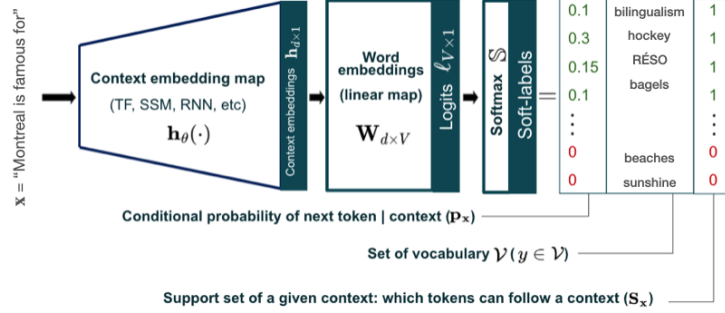 x = "Montreal is famous for"
Context embedding map
(TF, SSM, RNN, etc)
hθ(·)
Context embeddings h d×1
Word
embeddings
(linear map)
W d×V
Logits ℓ V×1
Softmax 𝕊
Soft-labels
=
0.1 bilingualism 1
0.3 hockey 1
0.15 RÉSO 1
0.1 bagels 1
⋮ ⋮
0 beaches 0
0 sunshine 0
Conditional probability of next token | context (pₓ)
Set of vocabulary 𝒱 (y ∈ 𝒱)
Support set of a given context: which tokens can follow a context (Sₓ)